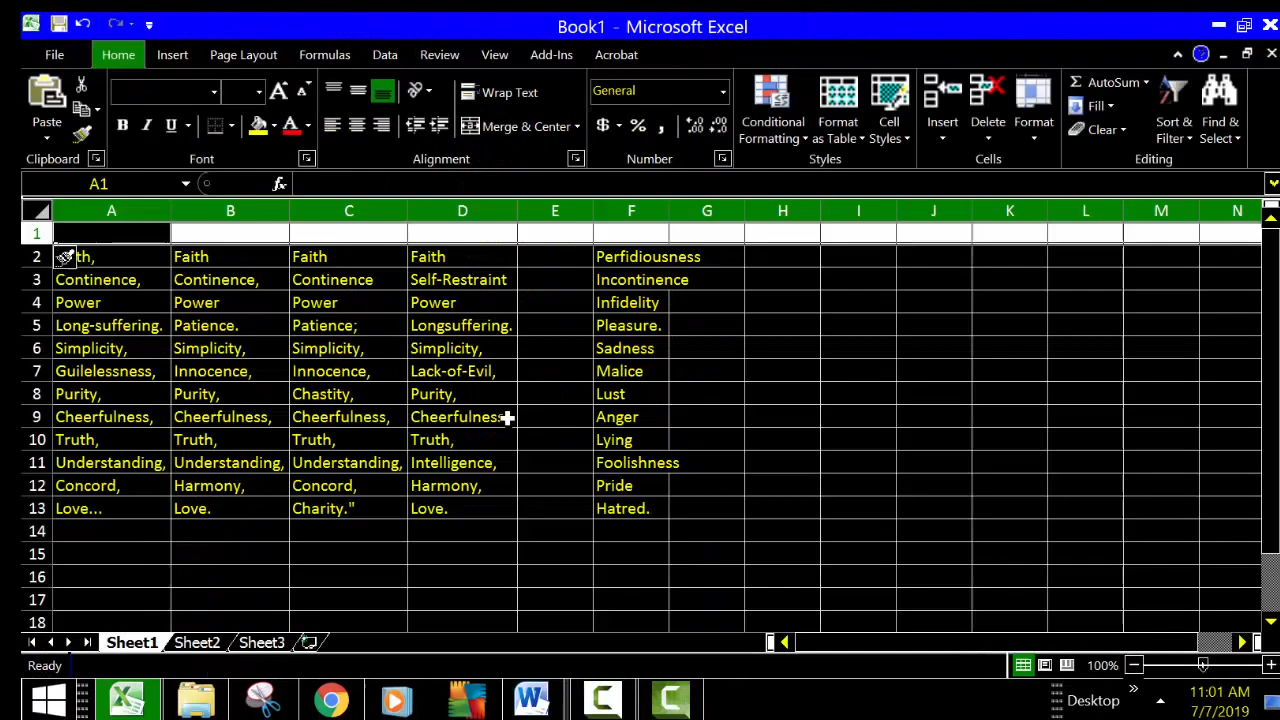 Book1 - Microsoft Excel
File Home Insert Page Layout Formulas Data Review View Add-Ins Acrobat
Paste
B I U A A A
Wrap Text
Merge & Center
General
$ % ,
Conditional Formatting
Format as Table
Cell Styles
Insert Delete Format
Σ AutoSum
Fill
Clear
Sort & Filter
Find & Select
Clipboard Font Alignment Number Styles Cells Editing
A1 fx
A B C D E F G H I J K L M N
1
2 th, Faith Faith Faith Perfidiousness
3 Continence, Continence, Continence Self-Restraint Incontinence
4 Power Power Power Power Infidelity
5 Long-suffering. Patience. Patience; Longsuffering. Pleasure.
6 Simplicity, Simplicity, Simplicity, Simplicity, Sadness
7 Guilelessness, Innocence, Innocence, Lack-of-Evil, Malice
8 Purity, Purity, Chastity, Purity, Lust
9 Cheerfulness, Cheerfulness, Cheerfulness, Cheerfulness Anger
10 Truth, Truth, Truth, Truth, Lying
11 Understanding, Understanding, Understanding, Intelligence, Foolishness
12 Concord, Harmony, Concord, Harmony, Pride
13 Love... Love. Charity." Love. Hatred.
14
15
16
17
18
Sheet1 Sheet2 Sheet3
Ready 100%
Desktop
11:01 AM
7/7/2019